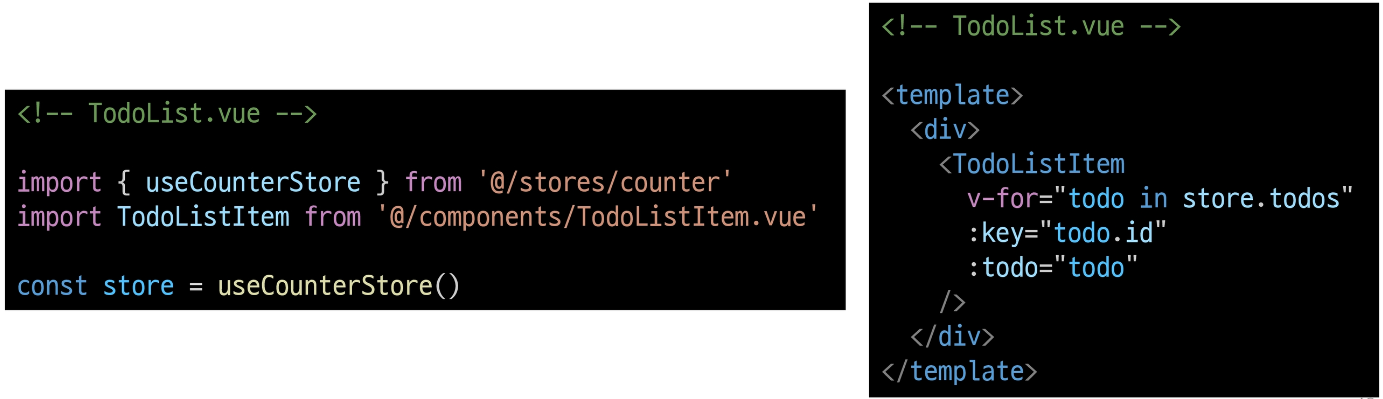 <!-- TodoList.vue -->
import { useCounterStore } from '@/stores/counter'
import TodoListItem from '@/components/TodoListItem.vue'
const store = useCounterStore()
<!-- TodoList.vue -->
<template>
<div>
<TodoListItem
v-for="todo in store.todos"
:key="todo.id"
:todo="todo"
/>
</div>
</template>